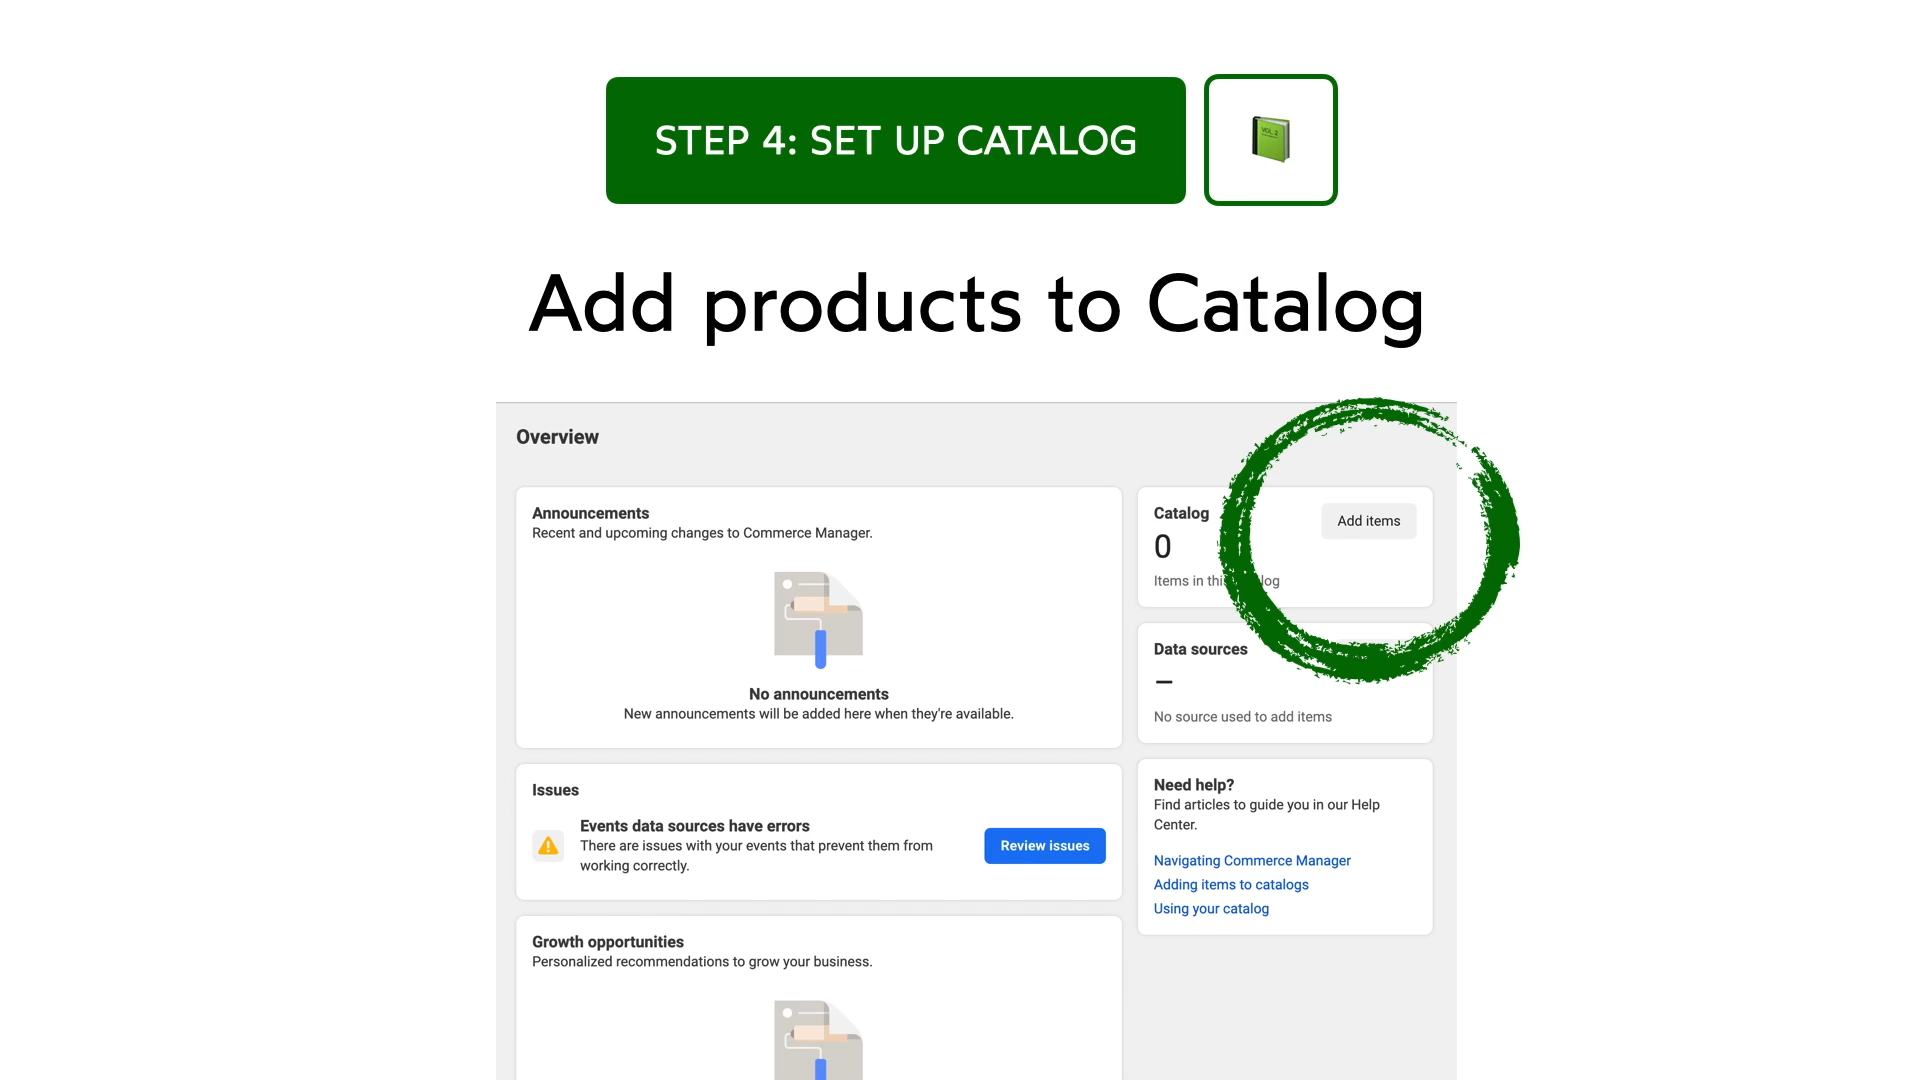 STEP 4: SET UP CATALOG
VOL. 2
Add products to Catalog
Overview
Announcements
Recent and upcoming changes to Commerce Manager.
No announcements
New announcements will be added here when they're available.
Issues
Events data sources have errors
There are issues with your events that prevent them from
working correctly.
Review issues
Growth opportunities
Personalized recommendations to grow your business.
Catalog
Add items
0
Items in this log
Data sources
–
No source used to add items
Need help?
Find articles to guide you in our Help
Center.
Navigating Commerce Manager
Adding items to catalogs
Using your catalog